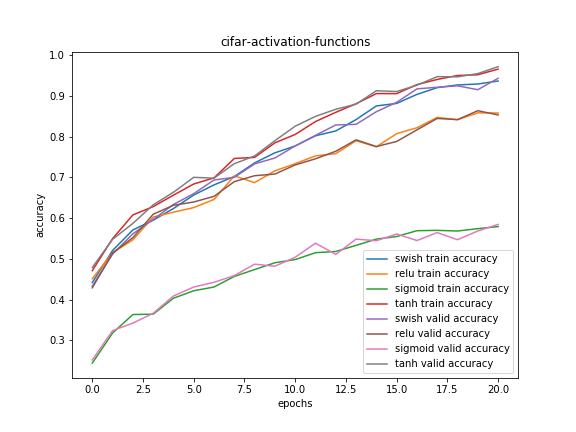 cifar-activation-functions
accuracy
1.0
0.9
0.8
0.7
0.6
0.5
0.4
0.3
swish train accuracy
relu train accuracy
sigmoid train accuracy
tanh train accuracy
swish valid accuracy
relu valid accuracy
sigmoid valid accuracy
tanh valid accuracy
0.0 2.5 5.0 7.5 10.0 12.5 15.0 17.5 20.0
epochs